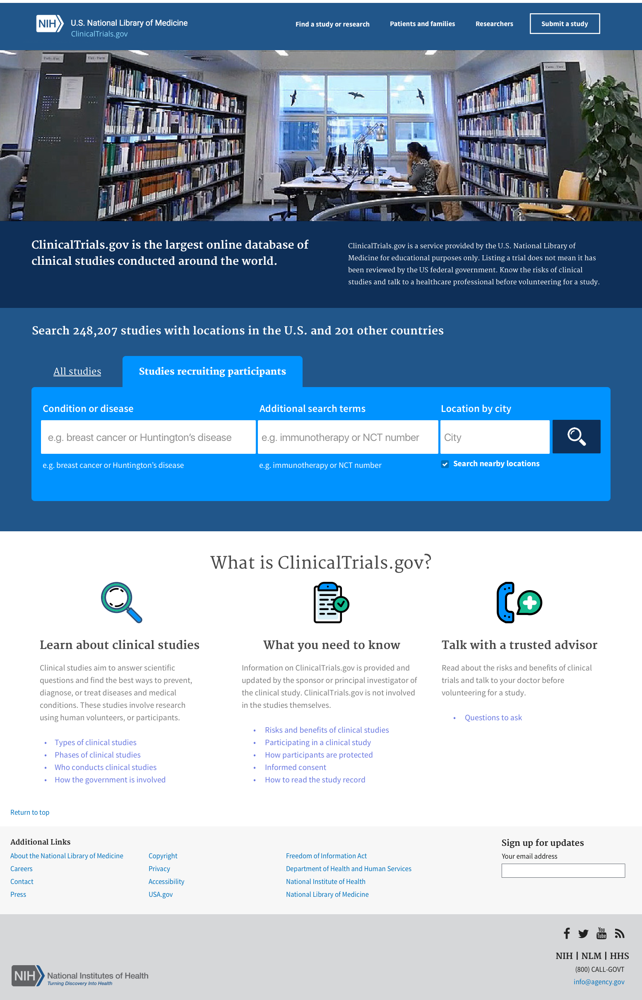 NIH
U.S. National Library of Medicine
ClinicalTrials.gov
Find a study or research
Patients and families
Researchers
Submit a study
ClinicalTrials.gov is the largest online database of
clinical studies conducted around the world.
ClinicalTrials.gov is a service provided by the U.S. National Library of
Medicine for educational purposes only. Listing a trial does not mean it has
been reviewed by the US federal government. Know the risks of clinical
studies and talk to a healthcare professional before volunteering for a study.
Search 248,207 studies with locations in the U.S. and 201 other countries
All studies
Studies recruiting participants
Condition or disease
Additional search terms
Location by city
e.g. breast cancer or Huntington's disease
e.g. immunotherapy or NCT number
City
e.g. breast cancer or Huntington's disease
e.g. immunotherapy or NCT number
Search nearby locations
What is ClinicalTrials.gov?
Learn about clinical studies
Clinical studies aim to answer scientific
questions and find the best ways to prevent,
diagnose, or treat diseases and medical
conditions. These studies involve research
using human volunteers, or participants.
• Types of clinical studies
• Phases of clinical studies
• Who conducts clinical studies
• How the government is involved
What you need to know
Information on ClinicalTrials.gov is provided and
updated by the sponsor or principal investigator of
the clinical study. ClinicalTrials.gov is not involved
in the studies themselves.
• Risks and benefits of clinical studies
• Participating in a clinical study
• How participants are protected
• Informed consent
• How to read the study record
Talk with a trusted advisor
Read about the risks and benefits of clinical
trials and talk to your doctor before
volunteering for a study.
• Questions to ask
Return to top
Additional Links
About the National Library of Medicine
Careers
Contact
Press
Copyright
Privacy
Accessibility
USA.gov
Freedom of Information Act
Department of Health and Human Services
National Institute of Health
National Library of Medicine
Sign up for updates
Your email address
You
Tube
NIH | NLM | HHS
(800) CALL-GOVT
info@agency.gov
NIH
National Institutes of Health
Turning Discovery Into Health